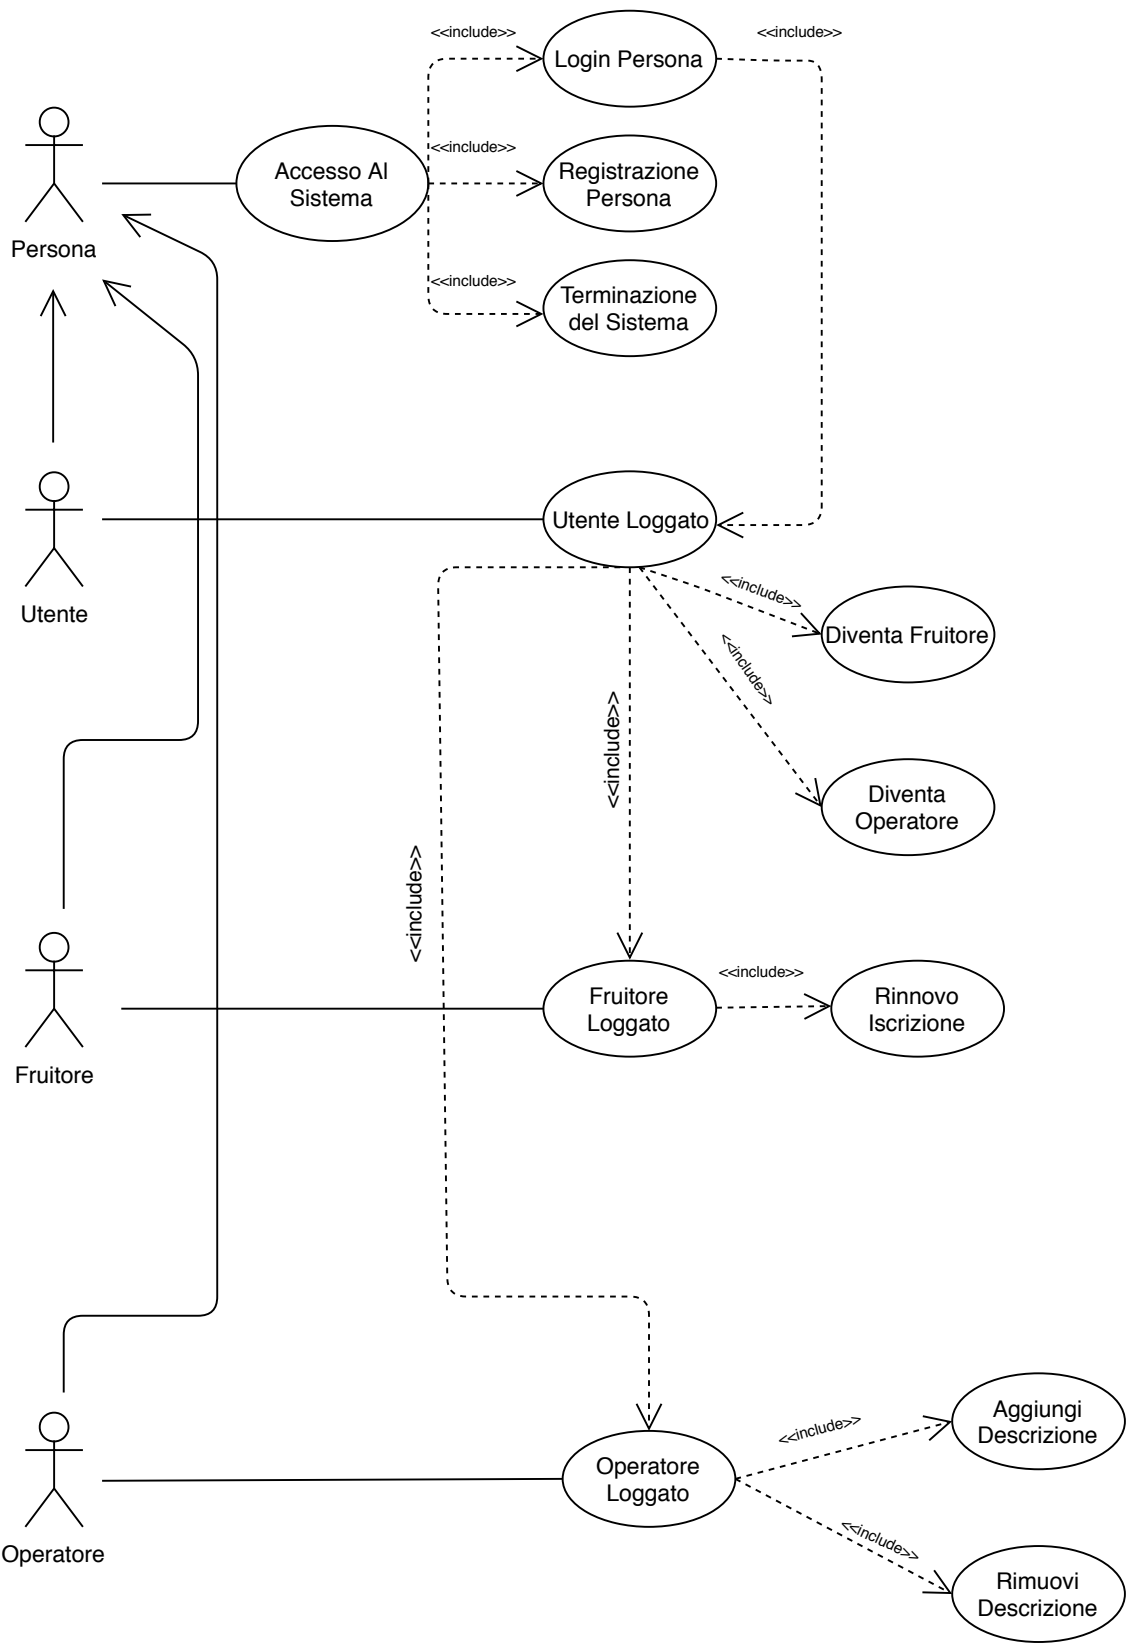 <<include>>
<<include>>
Login Persona
<<include>>
Accesso Al
Sistema
Registrazione
Persona
Persona
<<include>>
Terminazione
del Sistema
Utente Loggato
Utente
<<include>>
Diventa Fruitore
<<include>>
<<include>>
Diventa
Operatore
<<include>>
Fruitore
Loggato
<<include>>
Rinnovo
Iscrizione
Fruitore
Operatore
Loggato
<<include>>
Aggiungi
Descrizione
<<include>>
Operatore
Rimuovi
Descrizione